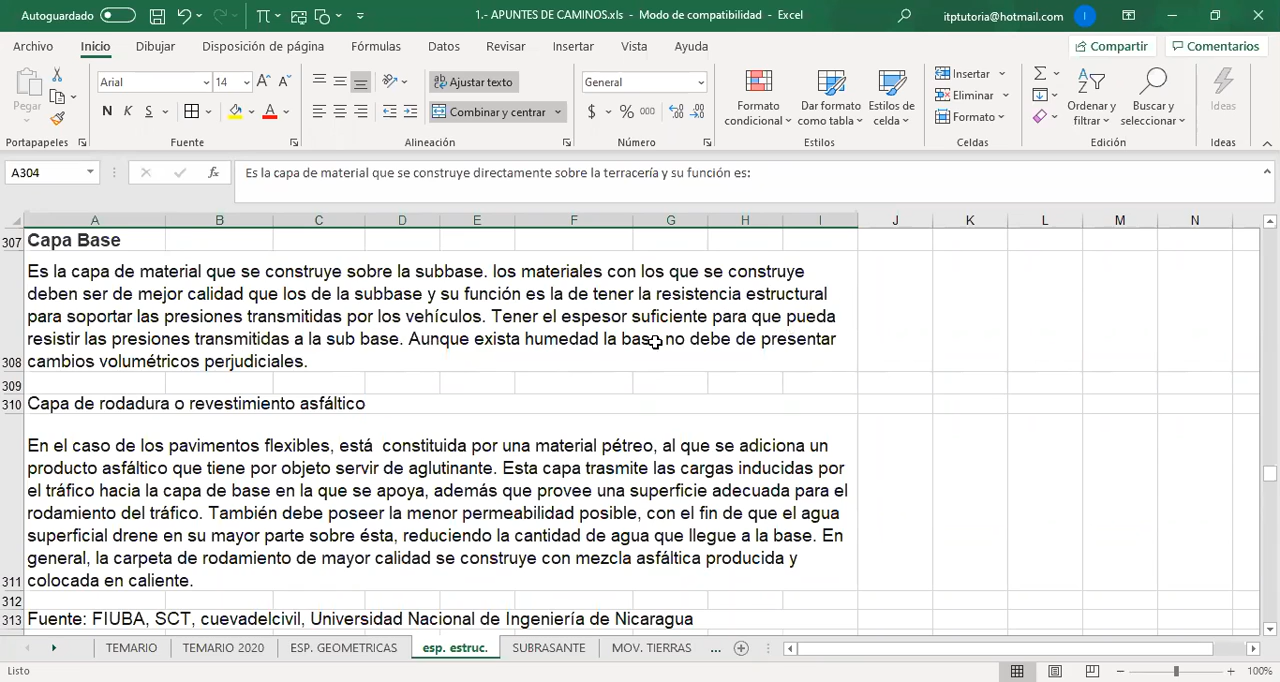 Autoguardado
1.- APUNTES DE CAMINOS.xls - Modo de compatibilidad - Excel
itptutoria@hotmail.com
I
Archivo Inicio Dibujar Disposición de página Fórmulas Datos Revisar Insertar Vista Ayuda
Compartir Comentarios
Pegar
Arial 14
N K S
Ajustar texto
Combinar y centrar
General
$ % 000
Formato condicional
Dar formato como tabla
Estilos de celda
Insertar
Eliminar
Formato
Ordenar y filtrar
Buscar y seleccionar
Ideas
Portapapeles Fuente Alineación Número Estilos Celdas Edición Ideas
A304
fx
Es la capa de material que se construye directamente sobre la terracería y su función es:
A B C D E F G H I J K L M N
307 Capa Base
Es la capa de material que se construye sobre la subbase. los materiales con los que se construye
deben ser de mejor calidad que los de la subbase y su función es la de tener la resistencia estructural
para soportar las presiones transmitidas por los vehículos. Tener el espesor suficiente para que pueda
resistir las presiones transmitidas a la sub base. Aunque exista humedad la base no debe de presentar
308 cambios volumétricos perjudiciales.
309
310 Capa de rodadura o revestimiento asfáltico
En el caso de los pavimentos flexibles, está  constituida por una material pétreo, al que se adiciona un
producto asfáltico que tiene por objeto servir de aglutinante. Esta capa trasmite las cargas inducidas por
el tráfico hacia la capa de base en la que se apoya, además que provee una superficie adecuada para el
rodamiento del tráfico. También debe poseer la menor permeabilidad posible, con el fin de que el agua
superficial drene en su mayor parte sobre ésta, reduciendo la cantidad de agua que llegue a la base. En
general, la carpeta de rodamiento de mayor calidad se construye con mezcla asfáltica producida y
311 colocada en caliente.
312
313 Fuente: FIUBA, SCT, cuevadelcivil, Universidad Nacional de Ingeniería de Nicaragua
TEMARIO TEMARIO 2020 ESP. GEOMETRICAS esp. estruc. SUBRASANTE MOV. TIERRAS ...
Listo
100%